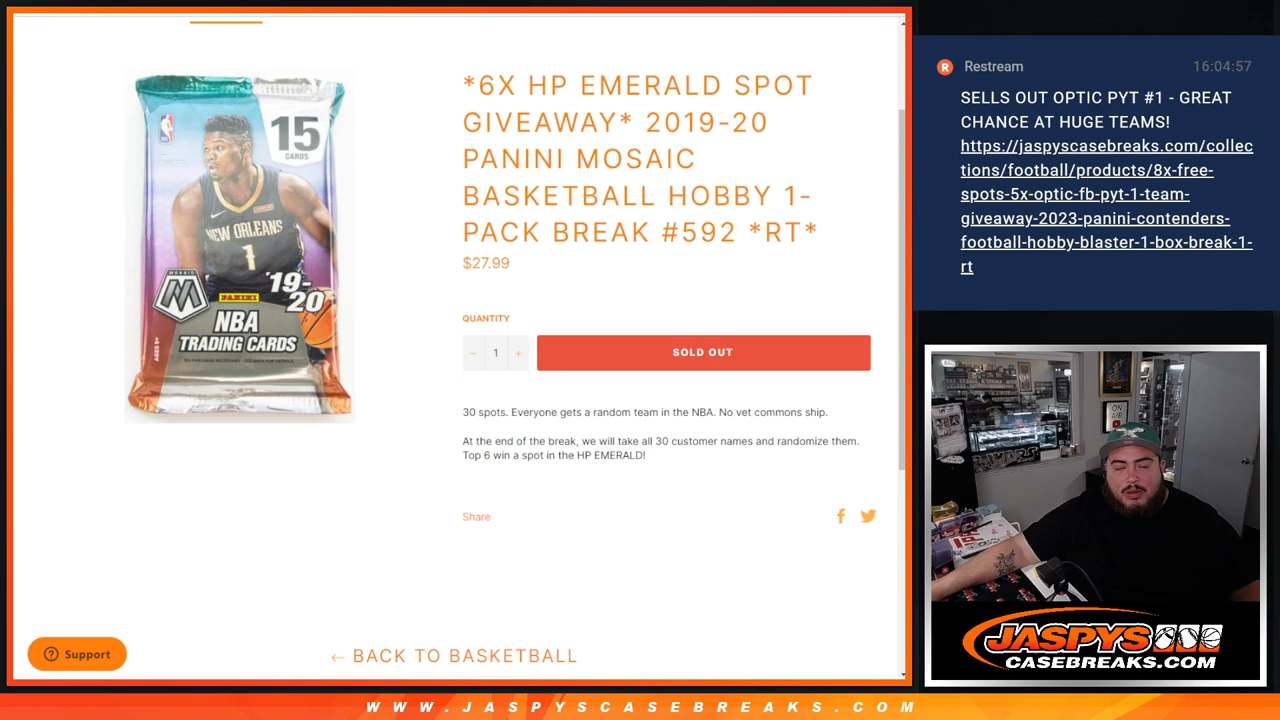 *6X HP EMERALD SPOT
GIVEAWAY* 2019-20
PANINI MOSAIC
BASKETBALL HOBBY 1-
PACK BREAK #592 *RT*
$27.99
QUANTITY
− 1 +
SOLD OUT
30 spots. Everyone gets a random team in the NBA. No vet commons ship.
At the end of the break, we will take all 30 customer names and randomize them.
Top 6 win a spot in the HP EMERALD!
Share
← BACK TO BASKETBALL
Support
15
CARDS
NEW ORLEANS
1
MOSAIC
PANINI
19-
20
NBA
TRADING CARDS
AGES 8+
Restream
16:04:57
SELLS OUT OPTIC PYT #1 - GREAT
CHANCE AT HUGE TEAMS!
https://jaspyscasebreaks.com/collec
tions/football/products/8x-free-
spots-5x-optic-fb-pyt-1-team-
giveaway-2023-panini-contenders-
football-hobby-blaster-1-box-break-1-
rt
ON
AIR
JASPYS
CASEBREAKS.COM
WWW.JASPYSCASEBREAKS.COM